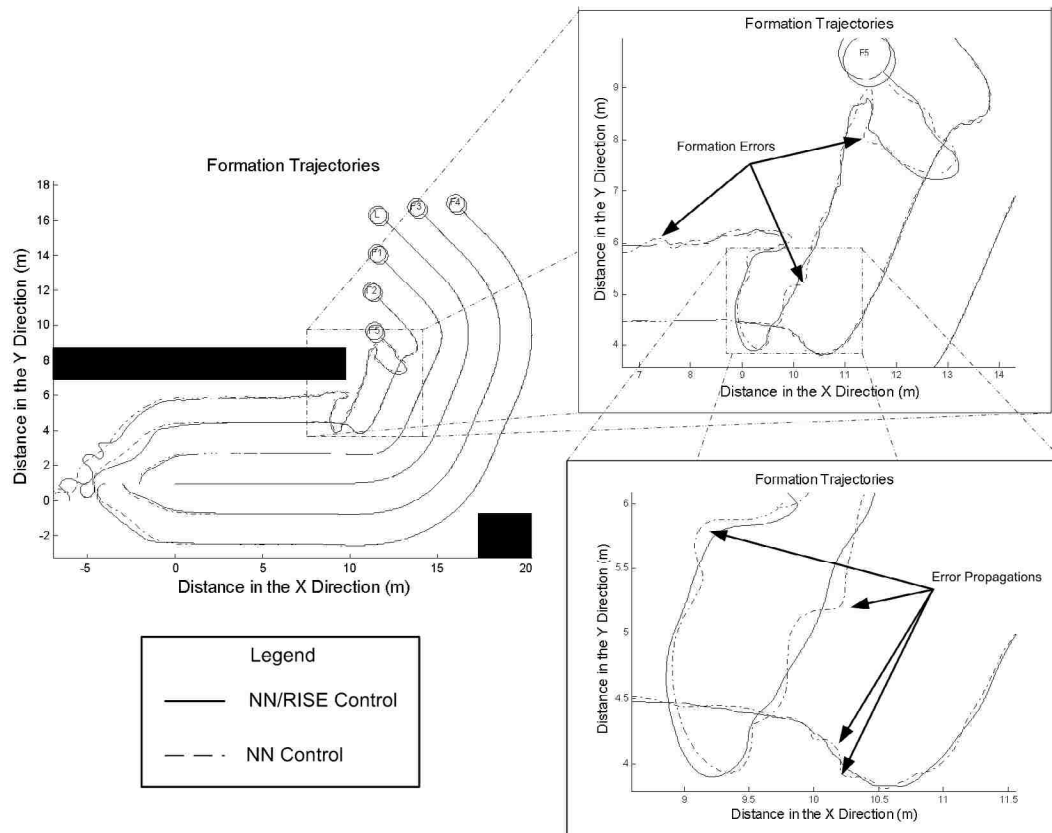 Formation Trajectories
18
16
14
12
10
8
6
4
2
0
-2
Distance in the Y Direction (m)
-5
0
5
10
15
20
Distance in the X Direction (m)
L
F3
F4
F1
F2
F5
Legend
NN/RISE Control
NN Control
Formation Trajectories
F5
Formation Errors
9
8
7
6
5
4
Distance in the Y Direction (m)
7
8
9
10
11
12
13
14
Distance in the X Direction (m)
Formation Trajectories
6
5.5
5
4.5
4
Distance in the Y Direction (m)
Error Propagations
9
9.5
10
10.5
11
11.5
Distance in the X Direction (m)